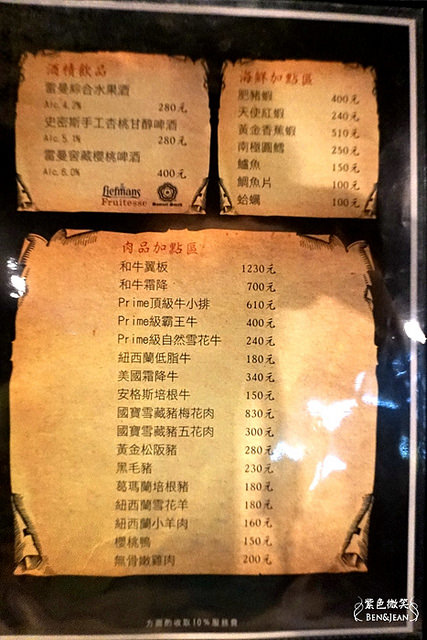 酒精飲品
雷曼綜合水果酒
Alc. 4.2% 280元
史密斯手工杏桃甘醇啤酒
Alc. 5.1% 280元
雷曼窖藏櫻桃啤酒
Alc. 6.0% 400元
Liefmans
Fruitesse
Samuel Smith
海鮮加點區
肥豬蝦 400元
天使紅蝦 240元
黃金香蕉蝦 510元
南極圓鱈 250元
鱸魚 150元
鯛魚片 100元
蛤蠣 100元
肉品加點區
和牛翼板 1230元
和牛霜降 700元
Prime頂級牛小排 610元
Prime級霸王牛 400元
Prime級自然雪花牛 240元
紐西蘭低脂牛 180元
美國霜降牛 340元
安格斯培根牛 150元
國寶雪藏豬梅花肉 830元
國寶雪藏豬五花肉 300元
黃金松阪豬 280元
黑毛豬 230元
葛瑪蘭培根豬 180元
紐西蘭雪花羊 180元
紐西蘭小羊肉 160元
櫻桃鴨 150元
無骨嫩雞肉 200元
酌收取10%服務費
紫色微笑
BEN&JEAN